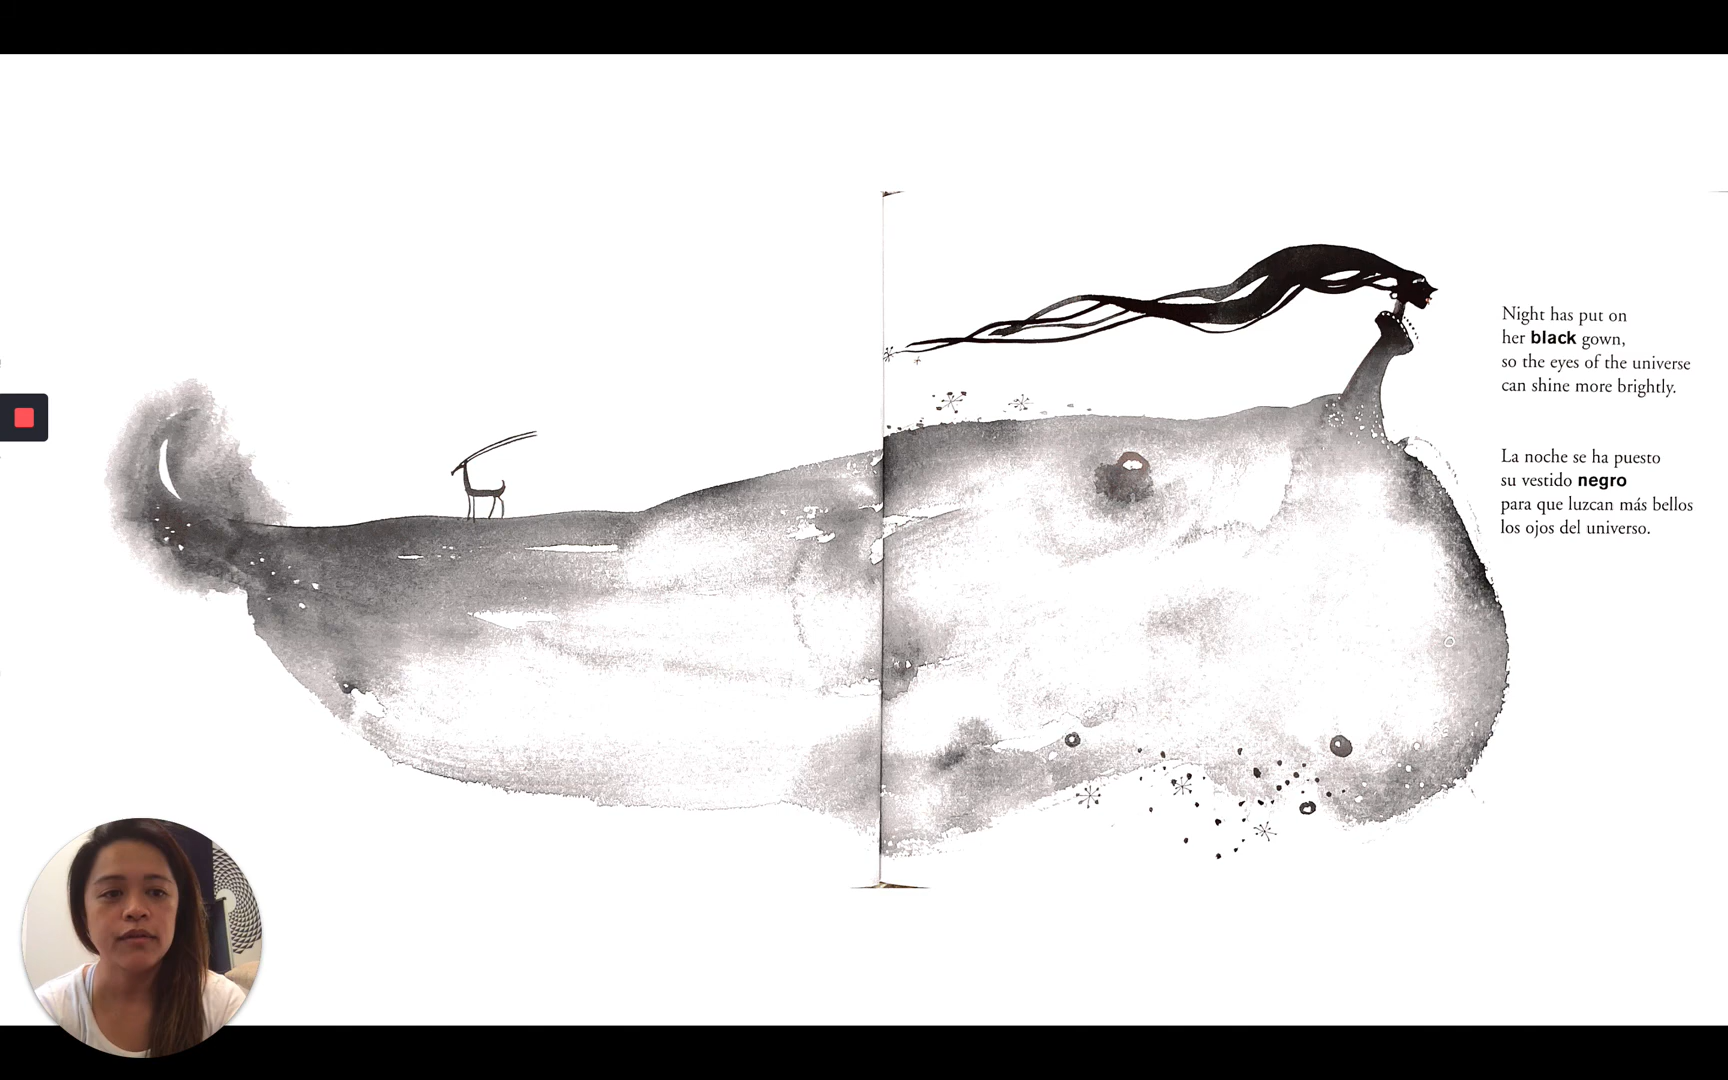 Night has put on
her black gown,
so the eyes of the universe
can shine more brightly.
La noche se ha puesto
su vestido negro
para que luzcan más bellos
los ojos del universo.